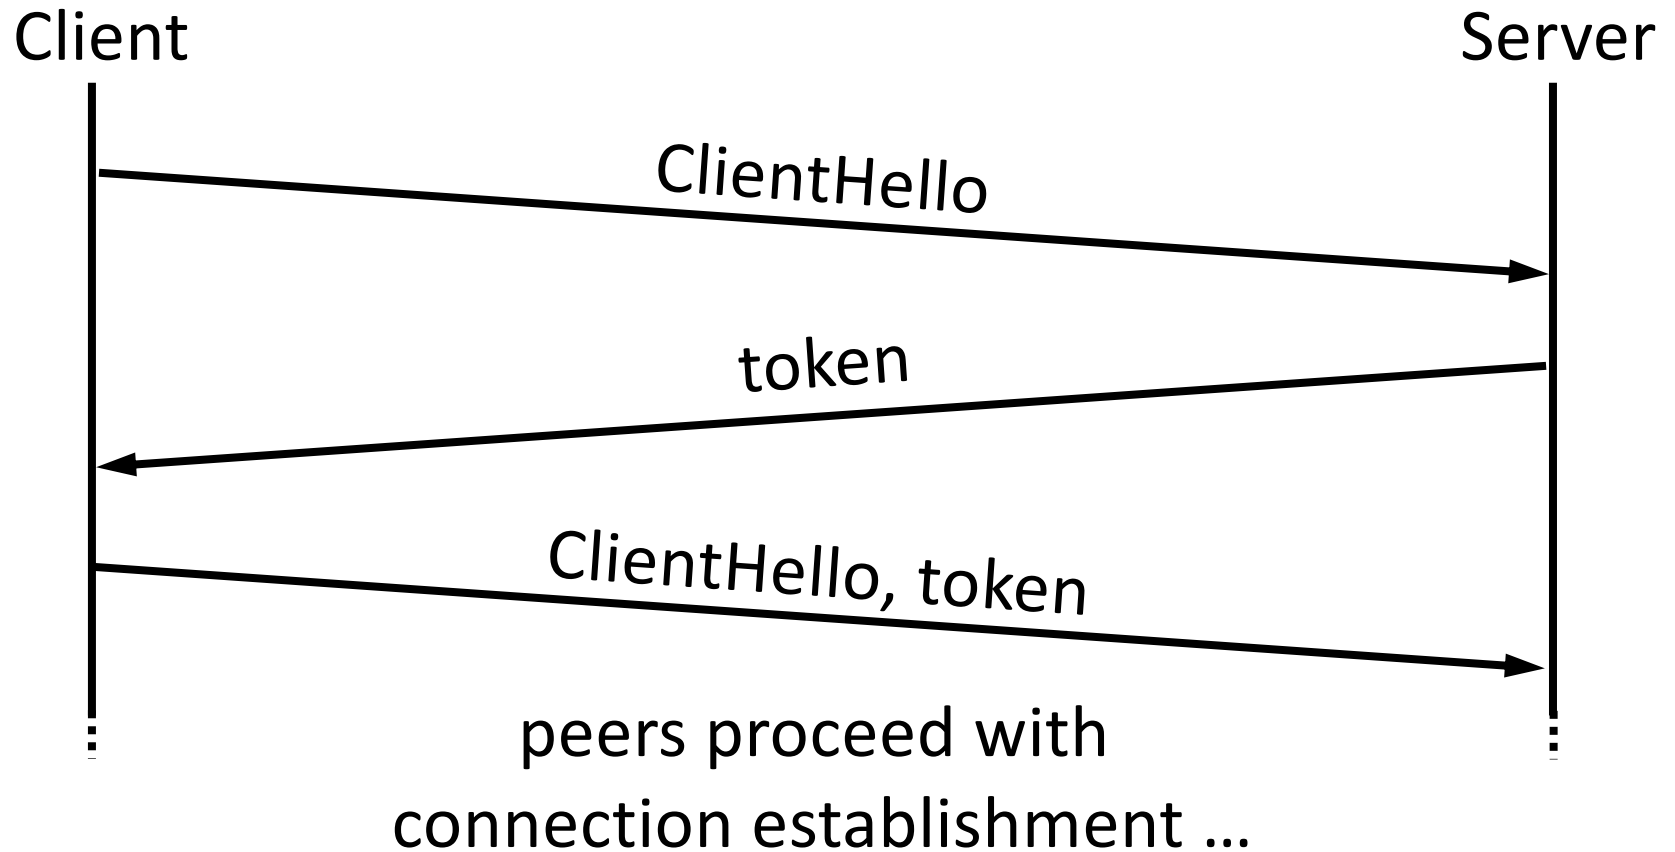 Client
Server
ClientHello
token
ClientHello, token
peers proceed with
connection establishment ...